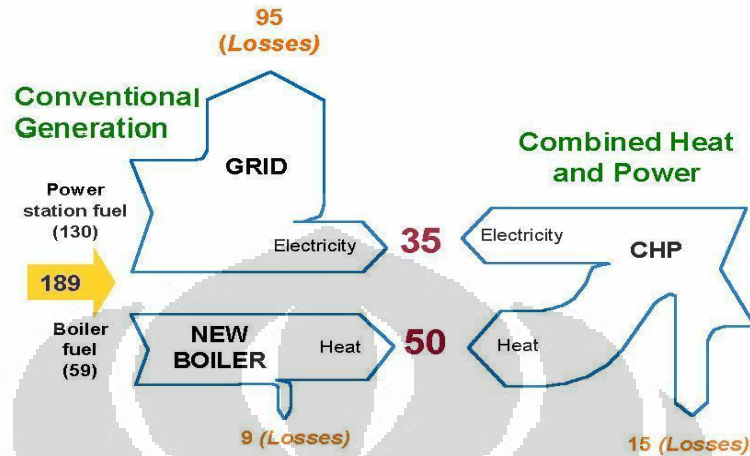 95
(Losses)
Conventional
Generation
GRID
Power
station fuel
(130)
Electricity
189
Boiler
fuel
(59)
NEW
BOILER
Heat
9 (Losses)
35
50
Combined Heat
and Power
Electricity
CHP
Heat
15 (Losses)